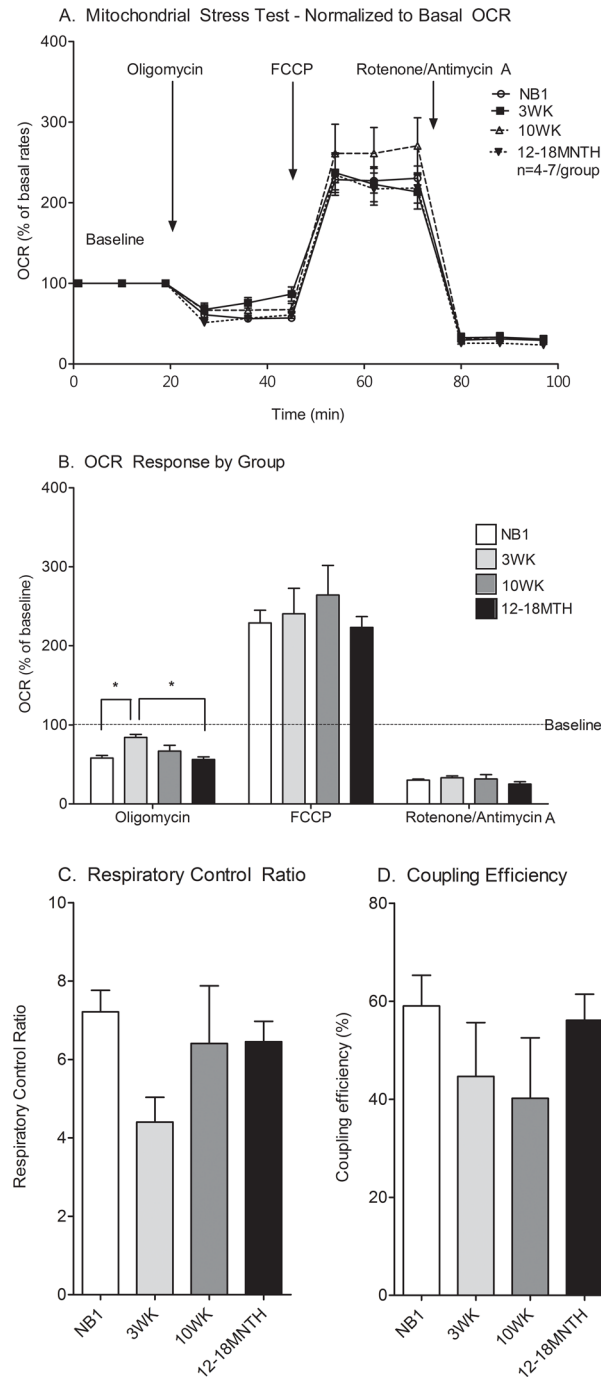 A. Mitochondrial Stress Test - Normalized to Basal OCR
400
300
200
100
0
OCR (% of basal rates)
Oligomycin
FCCP
Rotenone/Antimycin A
NB1
3WK
10WK
12-18MNTH
n=4-7/group
Baseline
0 20 40 60 80 100
Time (min)
B. OCR Response by Group
400
300
200
100
0
OCR (% of baseline)
NB1
3WK
10WK
12-18MTH
* *
Baseline
Oligomycin FCCP Rotenone/Antimycin A
C. Respiratory Control Ratio
10
8
6
4
2
0
Respiratory Control Ratio
NB1
3WK
10WK
12-18MNTH
D. Coupling Efficiency
80
60
40
20
0
Coupling efficiency (%)
NB1
3WK
10WK
12-18MNTH